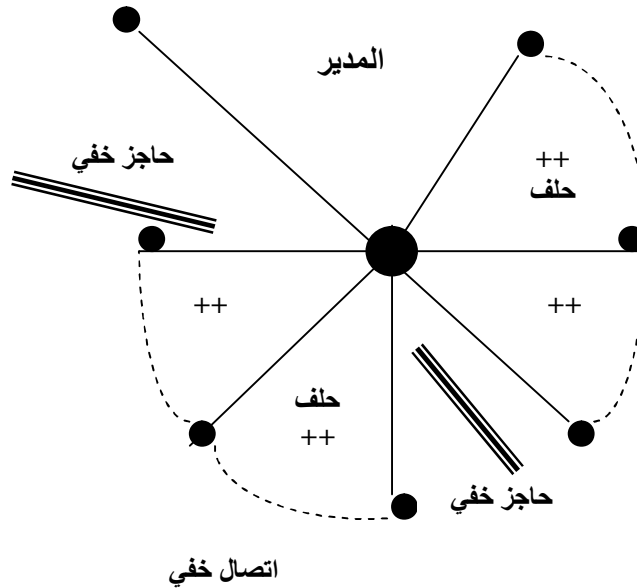 المدير
++
حلف
حاجز خفي
++
++
حلف
++
حاجز خفي
اتصال خفي